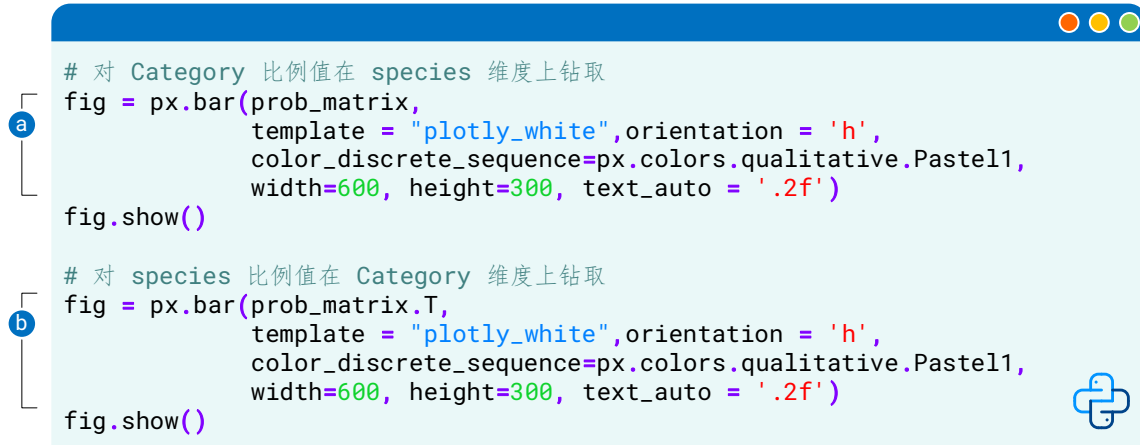 # 对 Category 比例值在 species 维度上钻取
fig = px.bar(prob_matrix,
a
template = "plotly_white",orientation = 'h',
color_discrete_sequence=px.colors.qualitative.Pastel1,
width=600, height=300, text_auto = '.2f')
fig.show()
# 对 species 比例值在 Category 维度上钻取
fig = px.bar(prob_matrix.T,
b
template = "plotly_white",orientation = 'h',
color_discrete_sequence=px.colors.qualitative.Pastel1,
width=600, height=300, text_auto = '.2f')
fig.show()